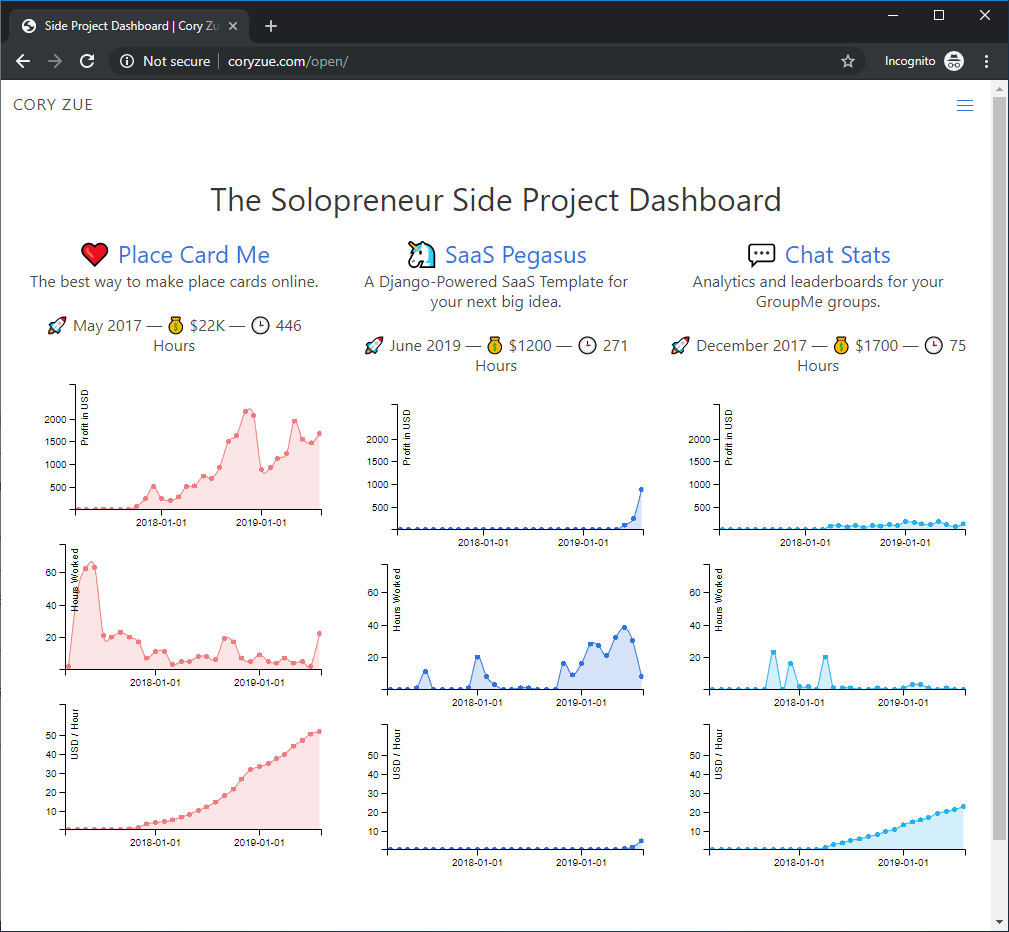 Side Project Dashboard | Cory Zu
Not secure
coryzue.com/open/
Incognito
CORY ZUE
The Solopreneur Side Project Dashboard
Place Card Me
The best way to make place cards online.
May 2017 — $22K — 446
Hours
Profit in USD
2000
1500
1000
500
2018-01-01
2019-01-01
Hours Worked
60
40
20
2018-01-01
2019-01-01
USD / Hour
50
40
30
20
10
2018-01-01
2019-01-01
SaaS Pegasus
A Django-Powered SaaS Template for
your next big idea.
June 2019 — $1200 — 271
Hours
Profit in USD
2000
1500
1000
500
2018-01-01
2019-01-01
Hours Worked
60
40
20
2018-01-01
2019-01-01
USD / Hour
50
40
30
20
10
2018-01-01
2019-01-01
Chat Stats
Analytics and leaderboards for your
GroupMe groups.
December 2017 — $1700 — 75
Hours
Profit in USD
2000
1500
1000
500
2018-01-01
2019-01-01
Hours Worked
60
40
20
2018-01-01
2019-01-01
USD / Hour
50
40
30
20
10
2018-01-01
2019-01-01